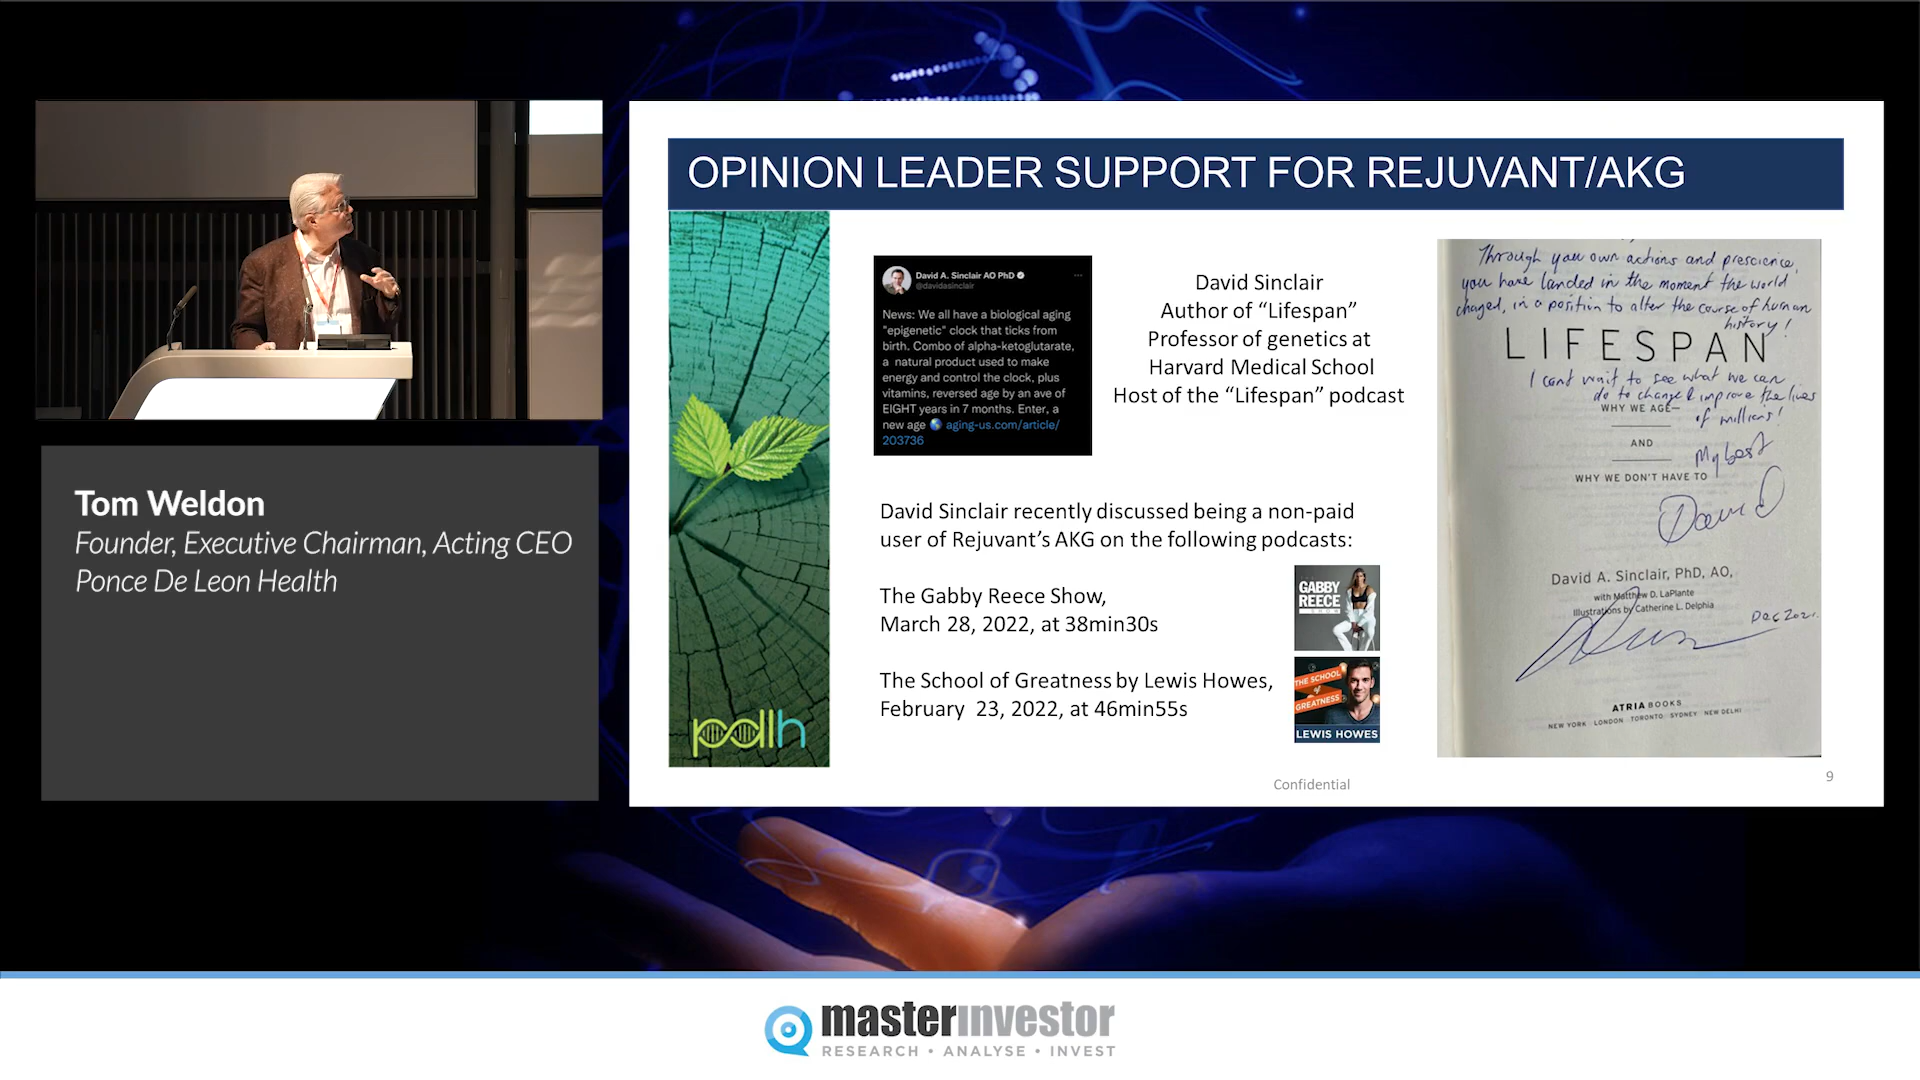 OPINION LEADER SUPPORT FOR REJUVANT/AKG
David A. Sinclair AO PhD
@davidasinclair
News: We all have a biological aging
"epigenetic" clock that ticks from
birth. Combo of alpha-ketoglutarate,
a natural product used to make
energy and control the clock, plus
vitamins, reversed age by an ave of
EIGHT years in 7 months. Enter, a
new age aging-us.com/article/
203736
David Sinclair
Author of “Lifespan”
Professor of genetics at
Harvard Medical School
Host of the “Lifespan” podcast
David Sinclair recently discussed being a non-paid
user of Rejuvant’s AKG on the following podcasts:
The Gabby Reece Show,
March 28, 2022, at 38min30s
GABBY
REECE
SHOW
The School of Greatness by Lewis Howes,
February 23, 2022, at 46min55s
THE SCHOOL
of
GREATNESS
LEWIS HOWES
Through your own actions and prescience,
you have landed in the moment the world
changed, in a position to alter the course of human
history!
LIFESPAN
I cant wait to see what we can
do to change & improve the lives
of millions!
WHY WE AGE—
AND
WHY WE DON'T HAVE TO
My best
David
David A. Sinclair, PhD, AO,
with Matthew D. LaPlante
Illustrations by Catherine L. Delphia
Dec 2021.
ATRIA BOOKS
NEW YORK LONDON TORONTO SYDNEY NEW DELHI
pdlh
Confidential
9
Tom Weldon
Founder, Executive Chairman, Acting CEO
Ponce De Leon Health
masterinvestor
RESEARCH • ANALYSE • INVEST